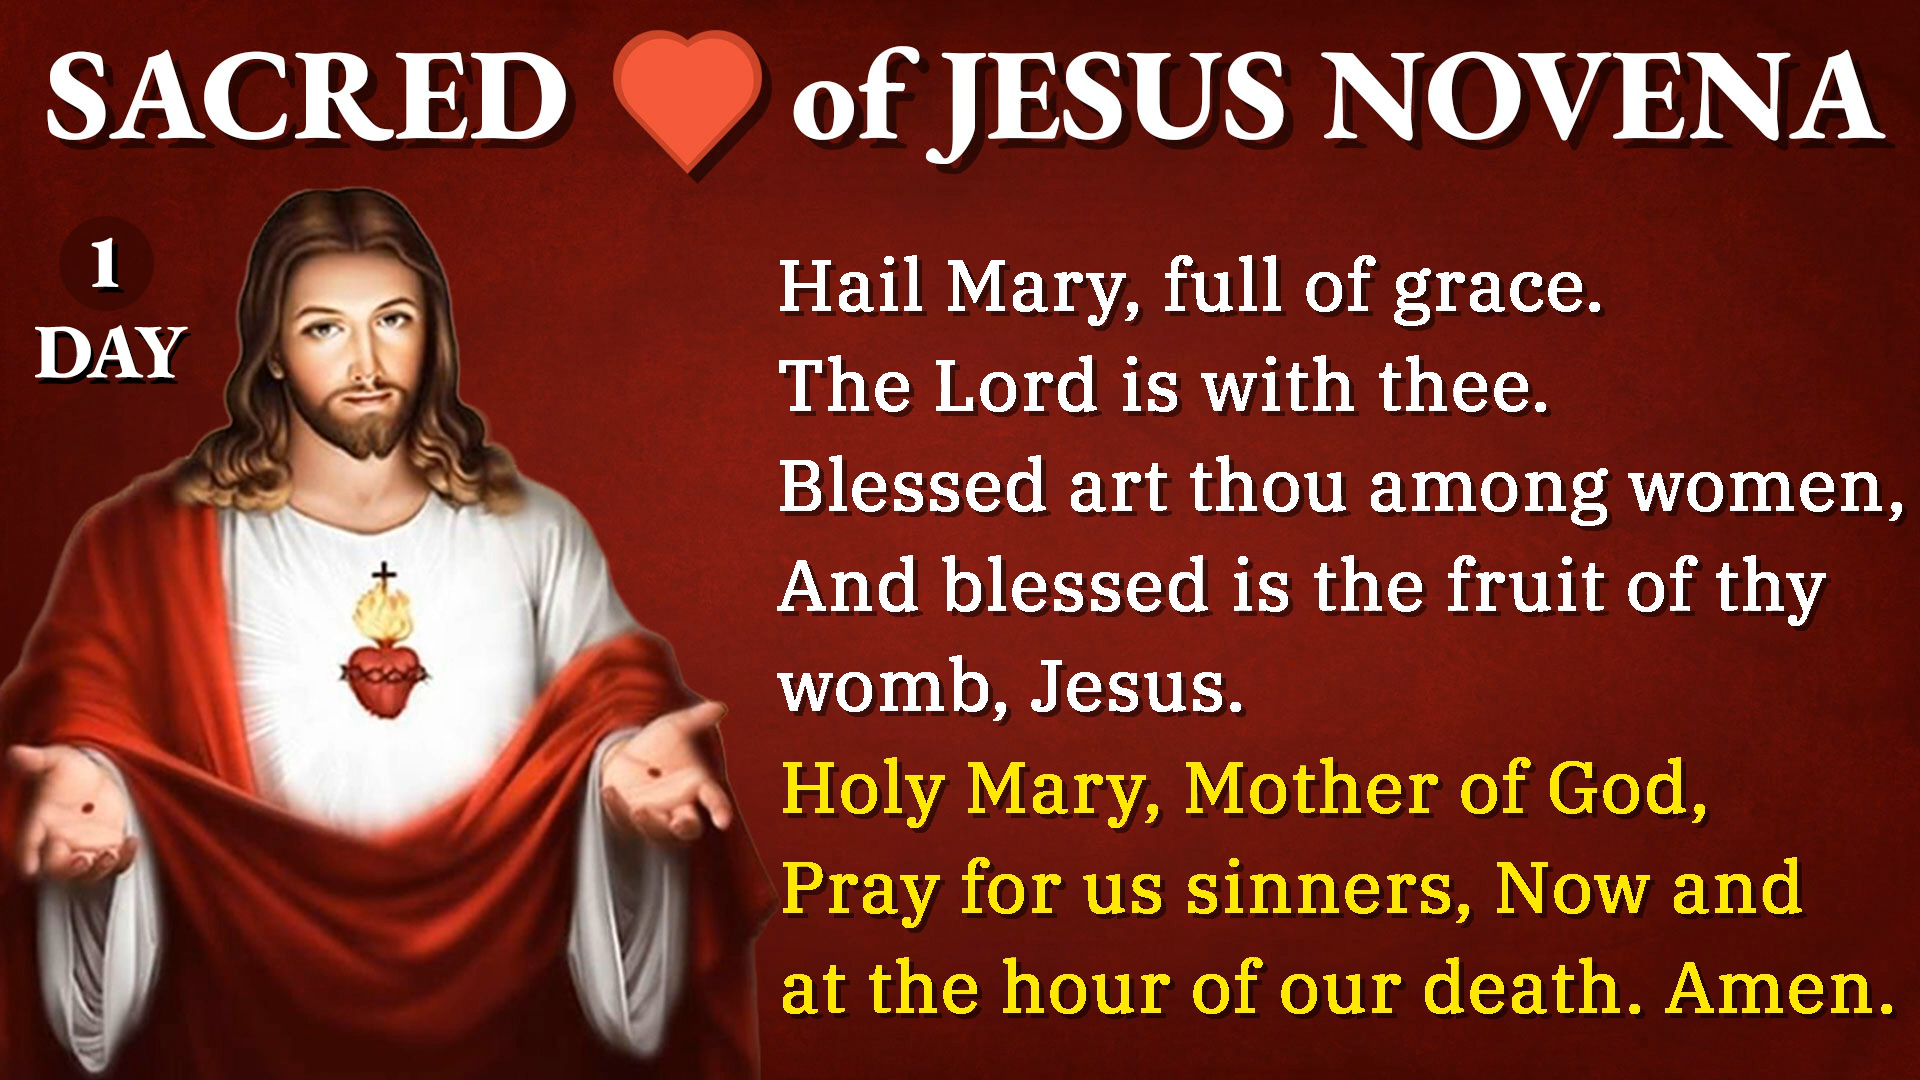 SACRED ❤ of JESUS NOVENA
1
DAY
Hail Mary, full of grace.
The Lord is with thee.
Blessed art thou among women,
And blessed is the fruit of thy
womb, Jesus.
Holy Mary, Mother of God,
Pray for us sinners, Now and
at the hour of our death. Amen.